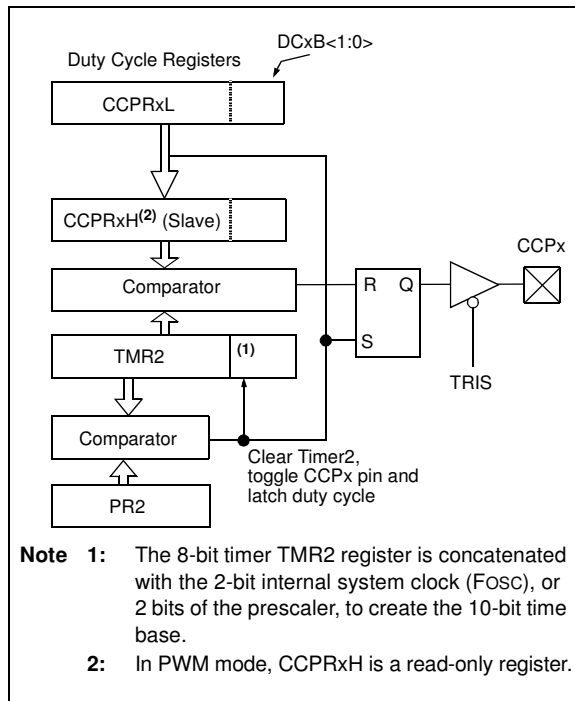 DCxB<1:0>
Duty Cycle Registers
CCPRxL
CCPRxH(2) (Slave)
CCPx
Comparator
R Q
S
TMR2
(1)
TRIS
Comparator
Clear Timer2,
toggle CCPx pin and
latch duty cycle
PR2
Note 1: The 8-bit timer TMR2 register is concatenated
with the 2-bit internal system clock (FOSC), or
2 bits of the prescaler, to create the 10-bit time
base.
2: In PWM mode, CCPRxH is a read-only register.